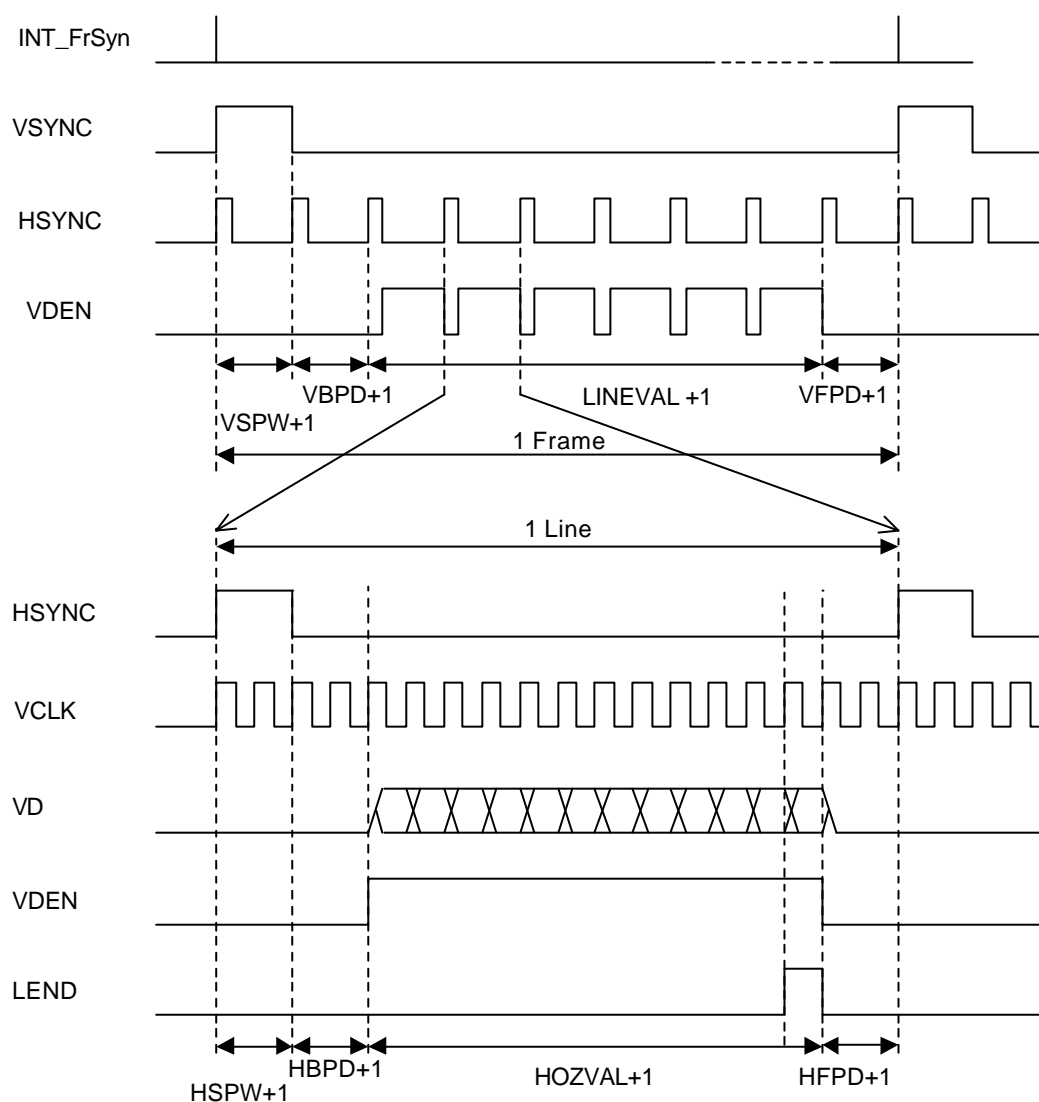 INT_FrSyn
VSYNC
HSYNC
VDEN
VBPD+1
LINEVAL +1
VFPD+1
VSPW+1
1 Frame
1 Line
HSYNC
VCLK
VD
VDEN
LEND
HBPD+1
HOZVAL+1
HFPD+1
HSPW+1